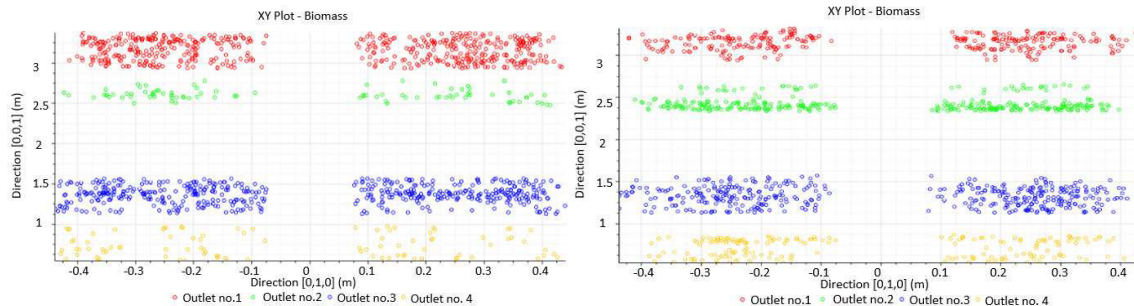 XY Plot - Biomass
Direction [0,0,1] (m)
3
2.5
2
1.5
1
-0.4 -0.3 -0.2 -0.1 0 0.1 0.2 0.3 0.4
Direction [0,1,0] (m)
Outlet no.1 Outlet no.2 Outlet no.3 Outlet no. 4
XY Plot - Biomass
Direction [0,0,1] (m)
3
2.5
2
1.5
1
-0.4 -0.3 -0.2 -0.1 0 0.1 0.2 0.3 0.4
Direction [0,1,0] (m)
Outlet no.1 Outlet no.2 Outlet no.3 Outlet no. 4